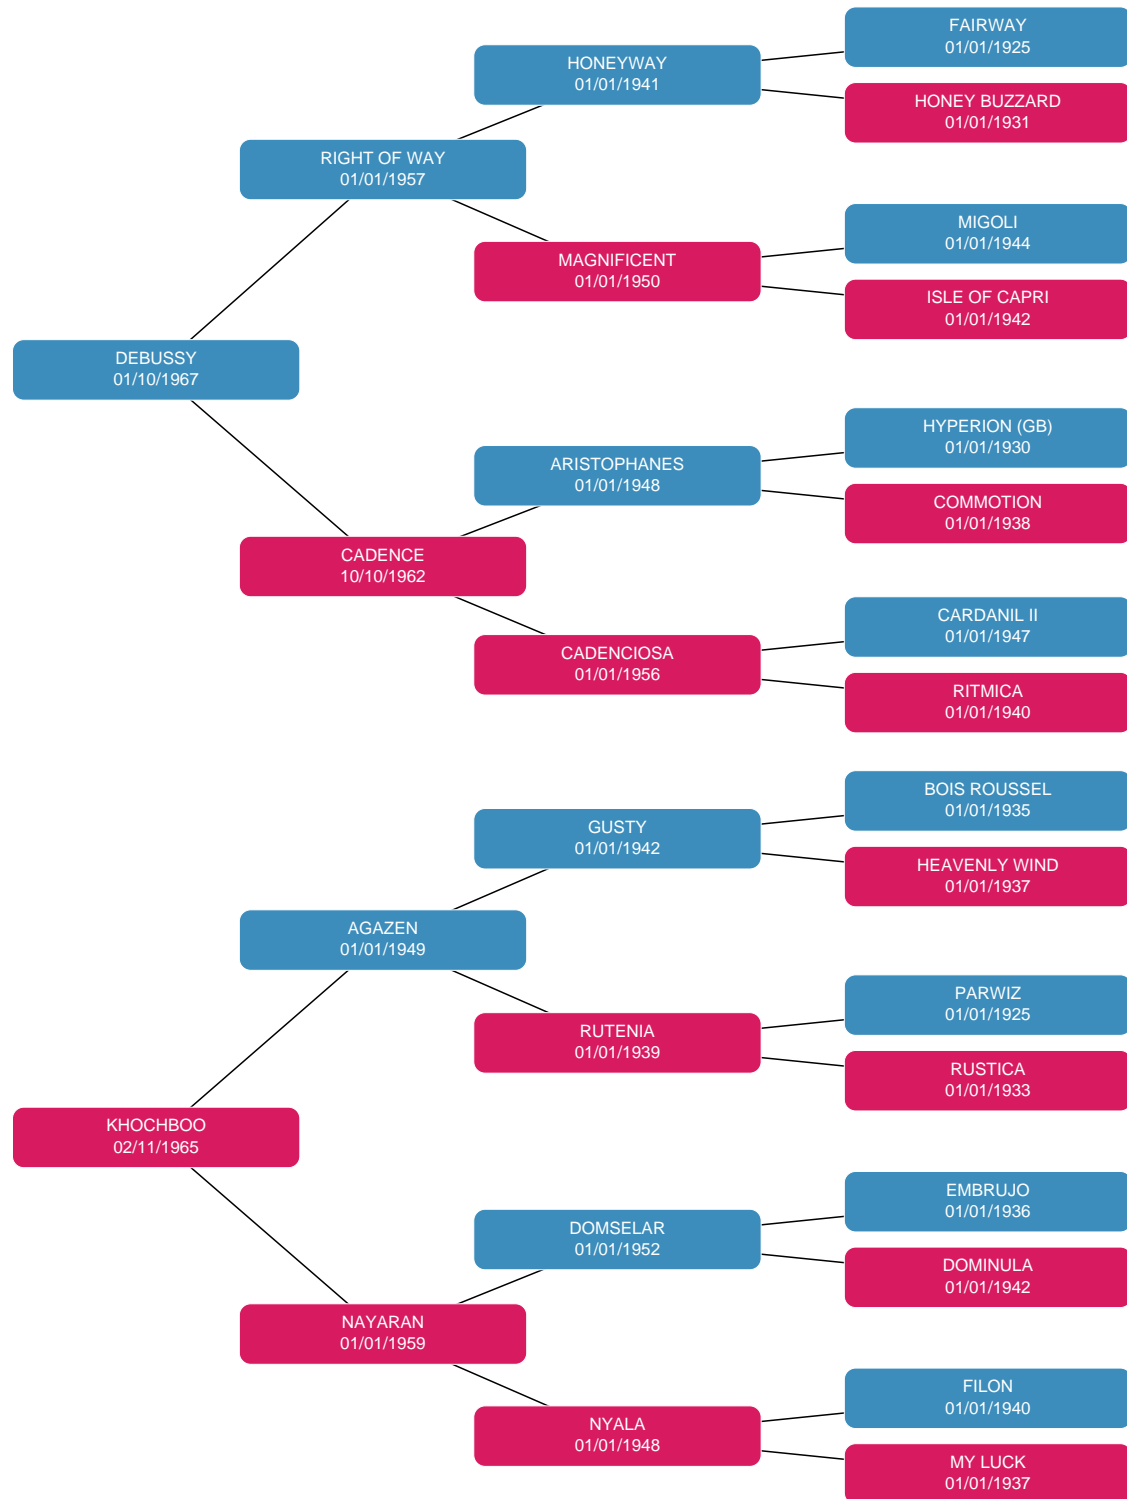 FAIRWAY
01/01/1925
HONEYWAY
01/01/1941
HONEY BUZZARD
01/01/1931
RIGHT OF WAY
01/01/1957
MIGOLI
01/01/1944
MAGNIFICENT
01/01/1950
ISLE OF CAPRI
01/01/1942
DEBUSSY
01/10/1967
HYPERION (GB)
01/01/1930
ARISTOPHANES
01/01/1948
COMMOTION
01/01/1938
CADENCE
10/10/1962
CARDANIL II
01/01/1947
CADENCIOSA
01/01/1956
RITMICA
01/01/1940
BOIS ROUSSEL
01/01/1935
GUSTY
01/01/1942
HEAVENLY WIND
01/01/1937
AGAZEN
01/01/1949
PARWIZ
01/01/1925
RUTENIA
01/01/1939
RUSTICA
01/01/1933
KHOCHBOO
02/11/1965
EMBRUJO
01/01/1936
DOMSELAR
01/01/1952
DOMINULA
01/01/1942
NAYARAN
01/01/1959
FILON
01/01/1940
NYALA
01/01/1948
MY LUCK
01/01/1937